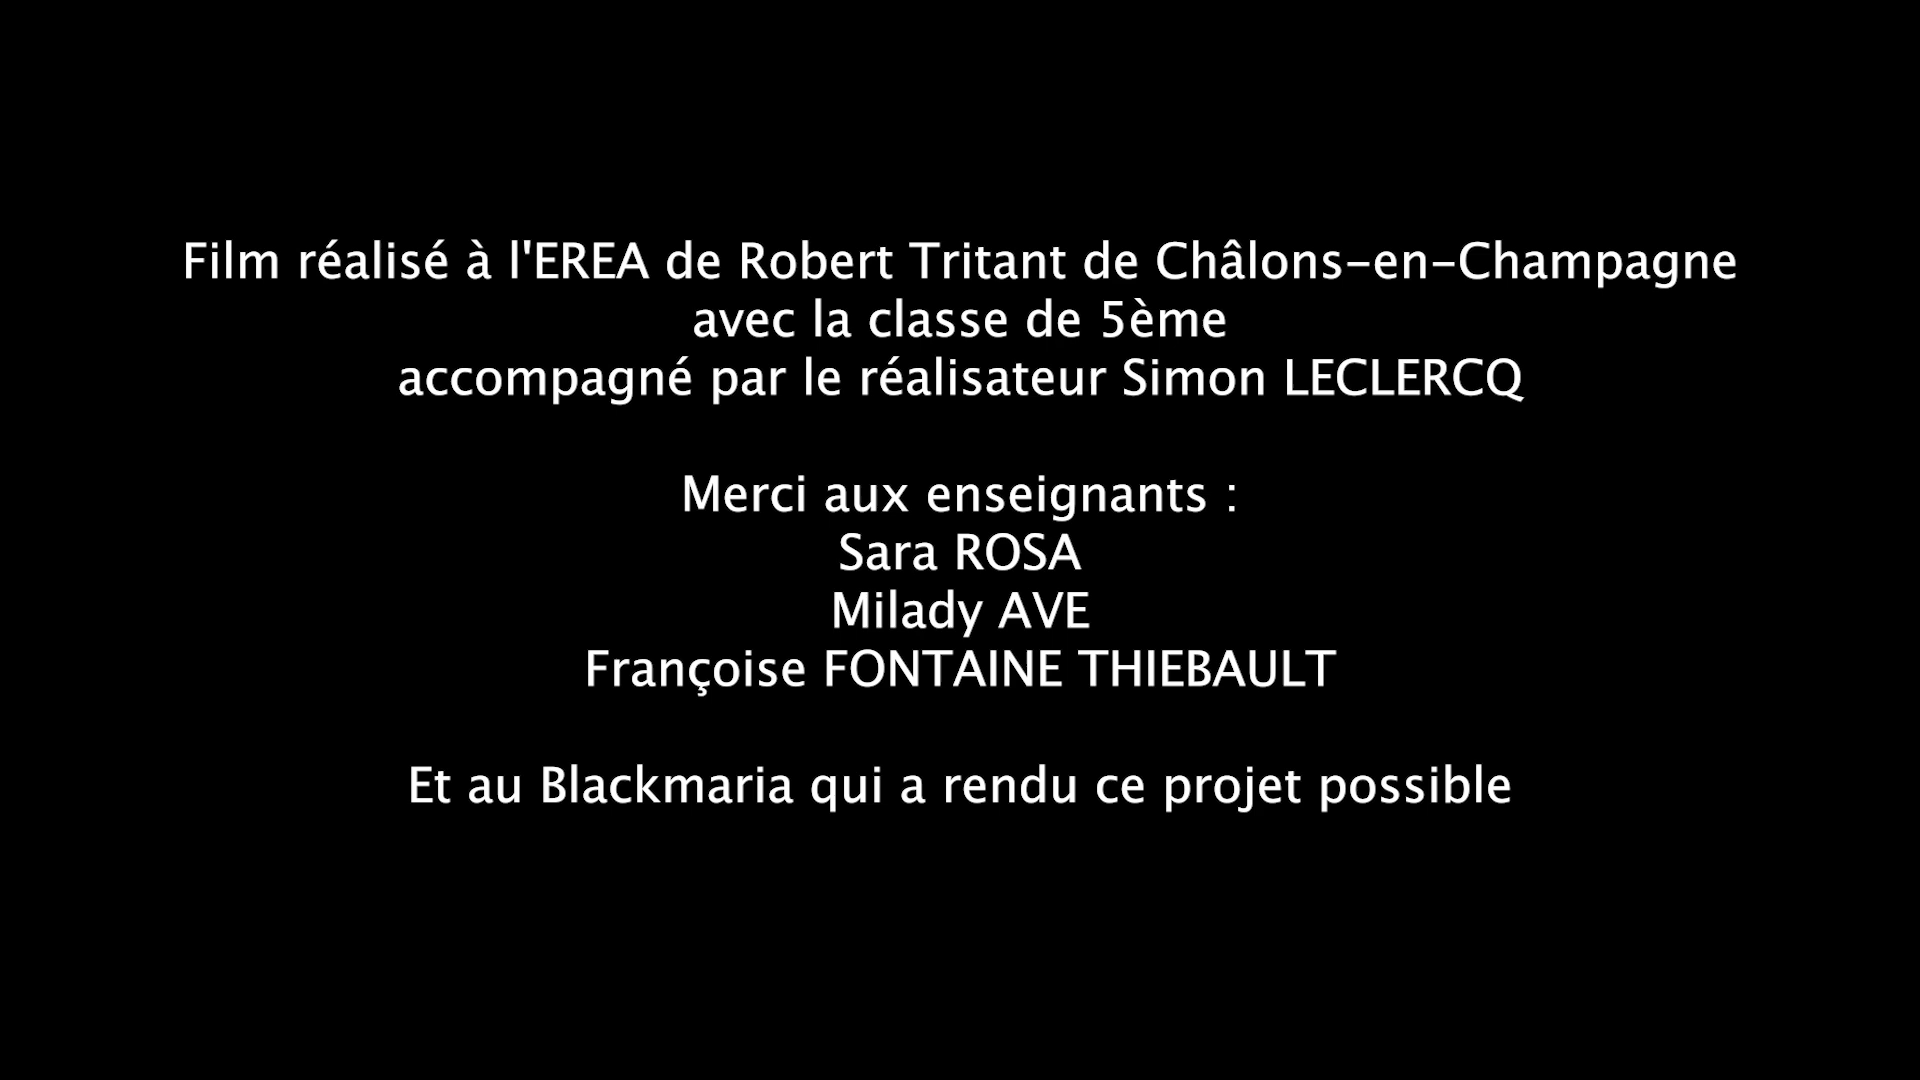 Film réalisé à l'EREA de Robert Tritant de Châlons-en-Champagne
avec la classe de 5ème
accompagné par le réalisateur Simon LECLERCQ
Merci aux enseignants :
Sara ROSA
Milady AVE
Françoise FONTAINE THIEBAULT
Et au Blackmaria qui a rendu ce projet possible